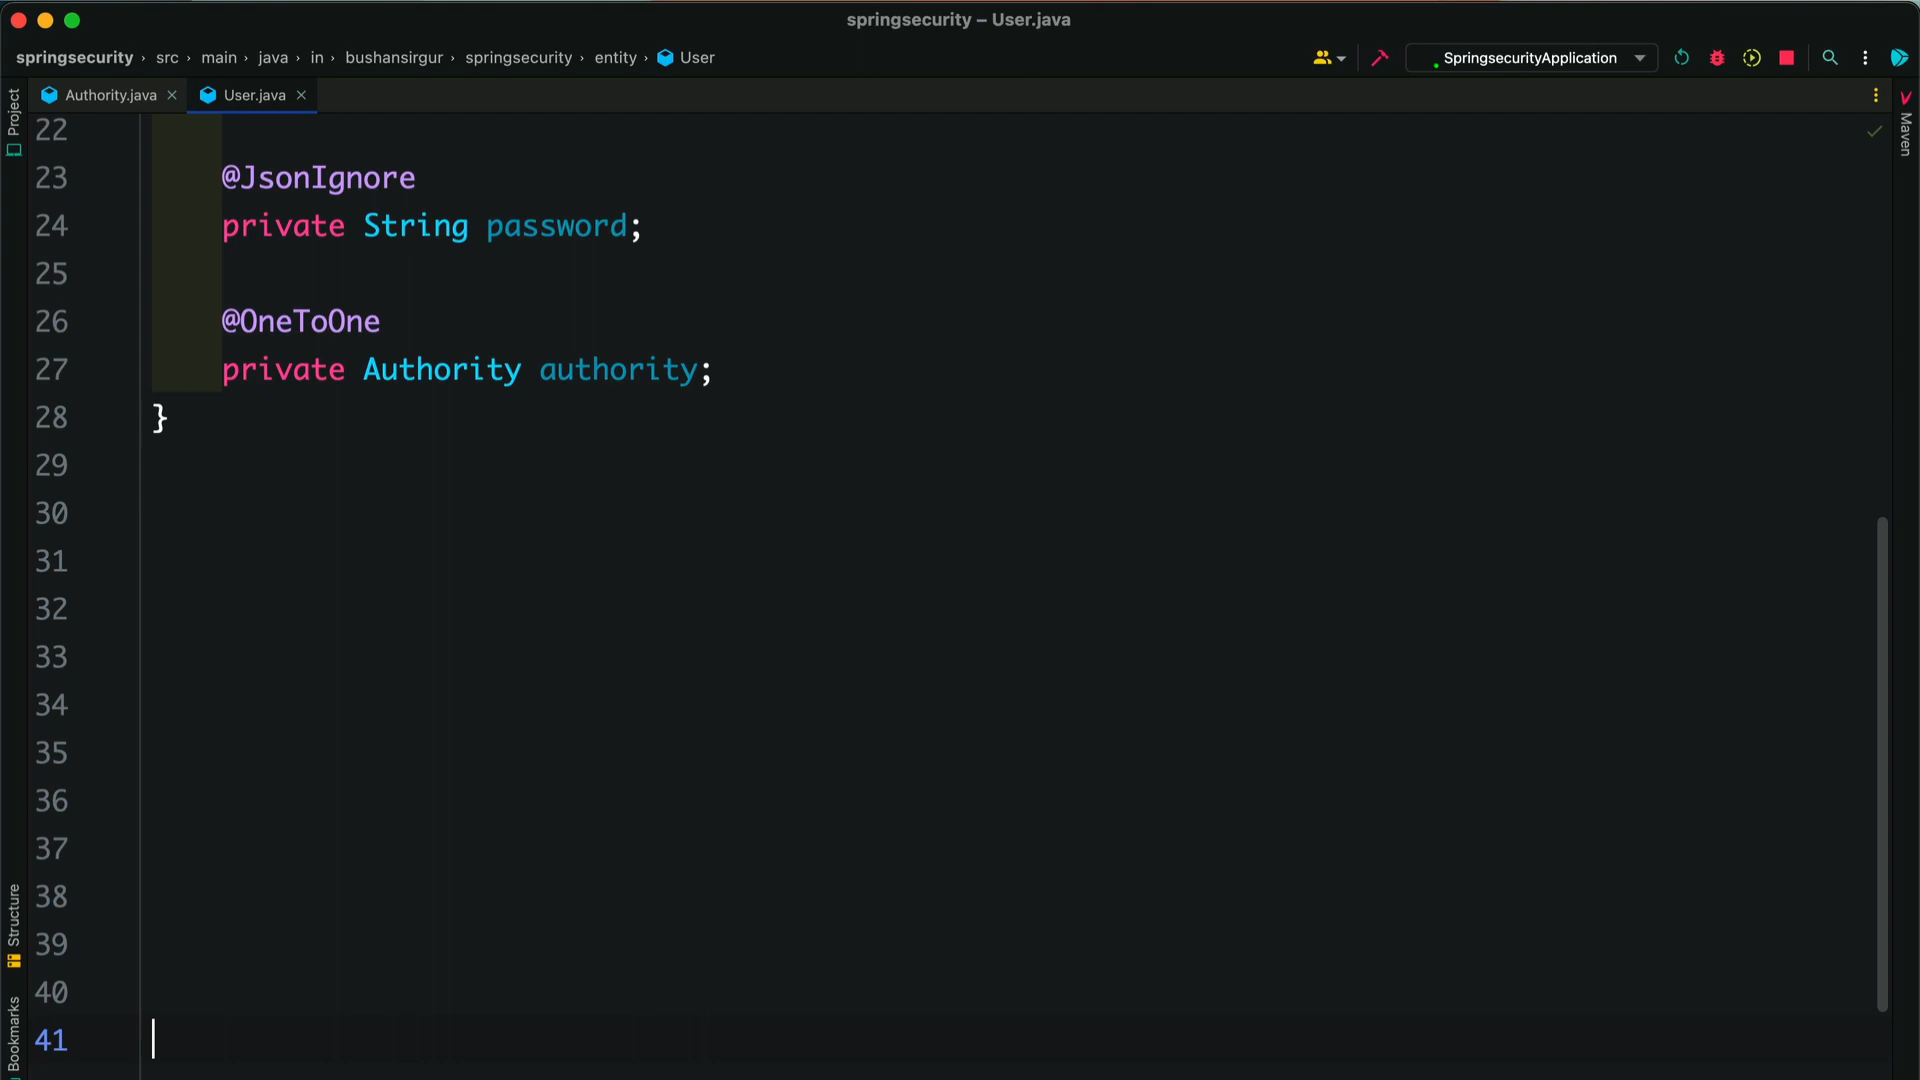 springsecurity – User.java
springsecurity › src › main › java › in › bushansirgur › springsecurity › entity › User
SpringsecurityApplication
Authority.java
User.java
Project
Maven
22
23 @JsonIgnore
24 private String password;
25
26 @OneToOne
27 private Authority authority;
28 }
29
30
31
32
33
34
35
36
37
38
39
40
41
Structure
Bookmarks